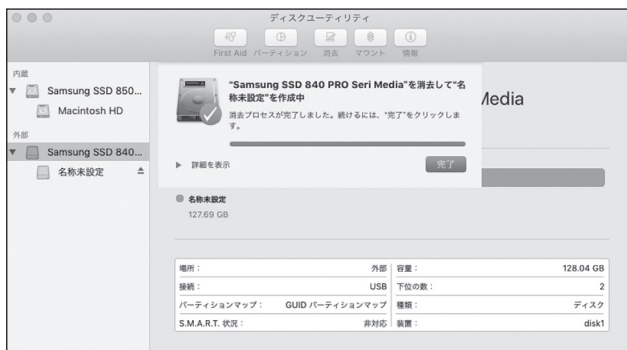 ディスクユーティリティ
First Aid パーティション 消去 マウント 情報
内蔵
Samsung SSD 850...
Macintosh HD
外部
Samsung SSD 840...
名称未設定
"Samsung SSD 840 PRO Seri Media"を消去して"名
称未設定"を作成中
消去プロセスが完了しました。続けるには、"完了"をクリックしま
す。
詳細を表示
完了
Media
名称未設定
127.69 GB
場所： 外部 容量： 128.04 GB
接続： USB 下位の数： 2
パーティションマップ： GUID パーティションマップ 種類： ディスク
S.M.A.R.T. 状況： 非対応 装置： disk1